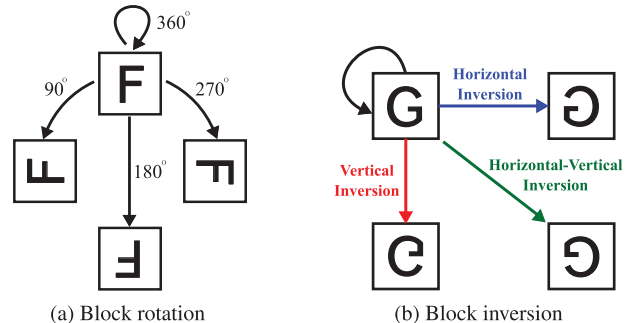 360°
F
90°
270°
F
F
180°
F
(a) Block rotation
G
Horizontal
Inversion
G
Vertical
Inversion
Horizontal-Vertical
Inversion
G
G
(b) Block inversion